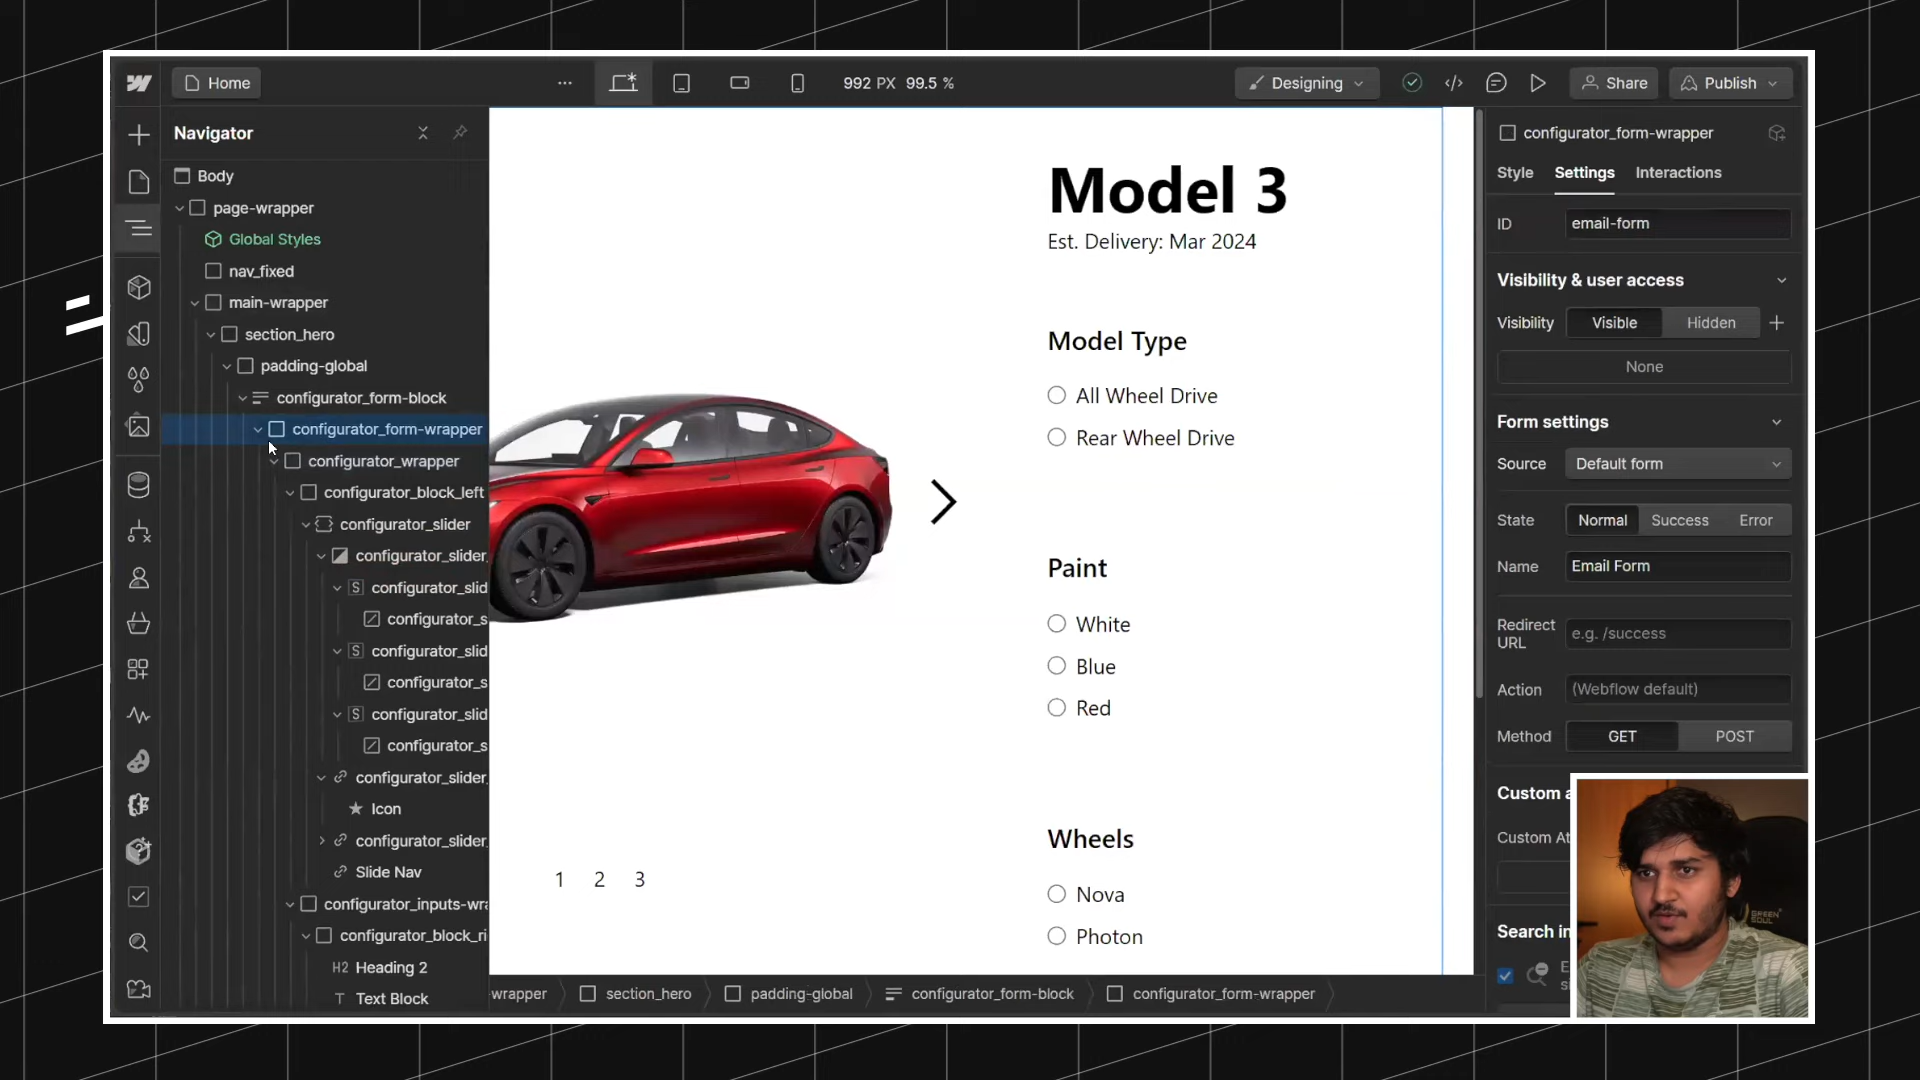 Home
992 PX 99.5 %
Designing
Share
Publish
Navigator
Body
page-wrapper
Global Styles
nav_fixed
main-wrapper
section_hero
padding-global
configurator_form-block
configurator_form-wrapper
configurator_wrapper
configurator_block_left
configurator_slider
configurator_slider_
S configurator_slid
configurator_s
S configurator_slid
configurator_s
S configurator_slid
configurator_s
configurator_slider_
Icon
configurator_slider_
Slide Nav
configurator_inputs-wra
configurator_block_ri
H2 Heading 2
T Text Block
Model 3
Est. Delivery: Mar 2024
Model Type
All Wheel Drive
Rear Wheel Drive
Paint
White
Blue
Red
Wheels
Nova
Photon
1 2 3
wrapper section_hero padding-global configurator_form-block configurator_form-wrapper
configurator_form-wrapper
Style Settings Interactions
ID email-form
Visibility & user access
Visibility Visible Hidden
None
Form settings
Source Default form
State Normal Success Error
Name Email Form
Redirect URL e.g. /success
Action (Webflow default)
Method GET POST
Custom a
Custom At
Search in
GREEN
SOUL